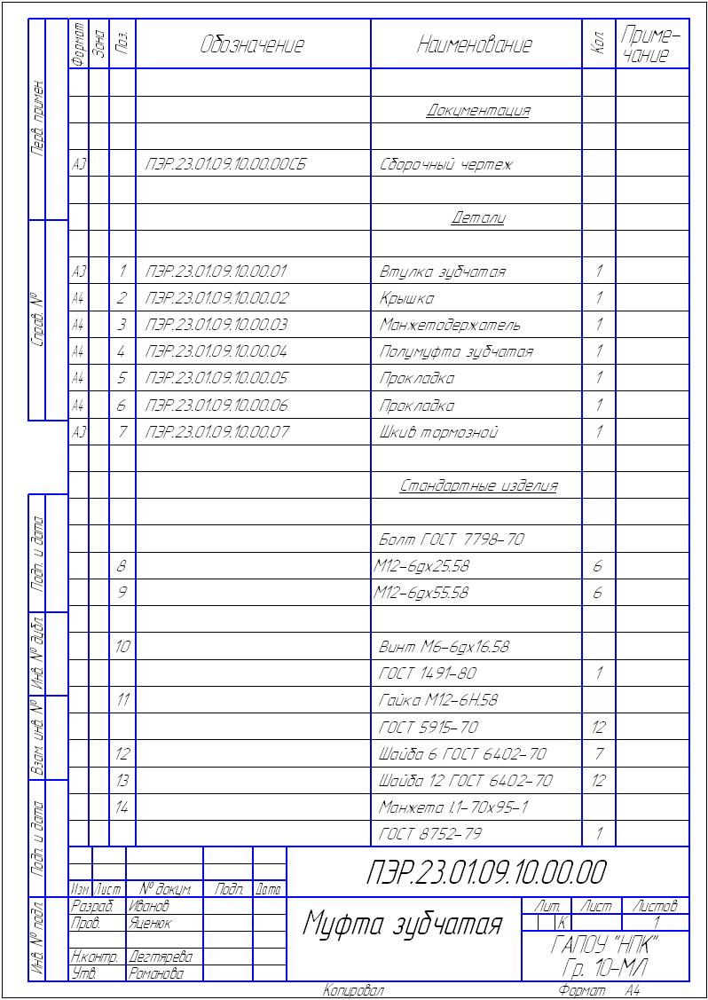 Формат Зона Поз. Обозначение Наименование Кол. Приме-
чание
Документация
А3 ПЭР.23.01.09.10.00.00СБ Сборочный чертеж
Детали
А3 1 ПЭР.23.01.09.10.00.01 Втулка зубчатая 1
А4 2 ПЭР.23.01.09.10.00.02 Крышка 1
А4 3 ПЭР.23.01.09.10.00.03 Манжетодержатель 1
А4 4 ПЭР.23.01.09.10.00.04 Полумуфта зубчатая 1
А4 5 ПЭР.23.01.09.10.00.05 Прокладка 1
А4 6 ПЭР.23.01.09.10.00.06 Прокладка 1
А3 7 ПЭР.23.01.09.10.00.07 Шкив тормозной 1
Стандартные изделия
Болт ГОСТ 7798-70
8 М12-6gx25.58 6
9 М12-6gx55.58 6
10 Винт М6-6gx16.58
ГОСТ 1491-80 1
11 Гайка М12-6Н.58
ГОСТ 5915-70 12
12 Шайба 6 ГОСТ 6402-70 7
13 Шайба 12 ГОСТ 6402-70 12
14 Манжета I.1-70х95-1
ГОСТ 8752-79 1
Перв. примен.
Справ. №
Подп. и дата
Инв. № дубл.
Взам. инв. №
Подп. и дата
Инв. № подл.
ПЭР.23.01.09.10.00.00
Изм. Лист № докум. Подп. Дата
Разраб. Иванов
Пров. Яценюк
Н.контр. Дегтярева
Утв. Романова
Муфта зубчатая
Лит. Лист Листов
К 1
ГАПОУ "НПК"
Гр. 10-МЛ
Копировал Формат А4